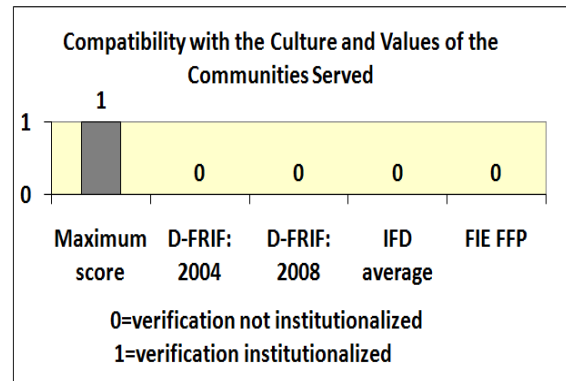 Compatibility with the Culture and Values of the
Communities Served
1
1
0 0 0 0
0
Maximum score
D-FRIF: 2004
D-FRIF: 2008
IFD average
FIE FFP
0=verification not institutionalized
1=verification institutionalized